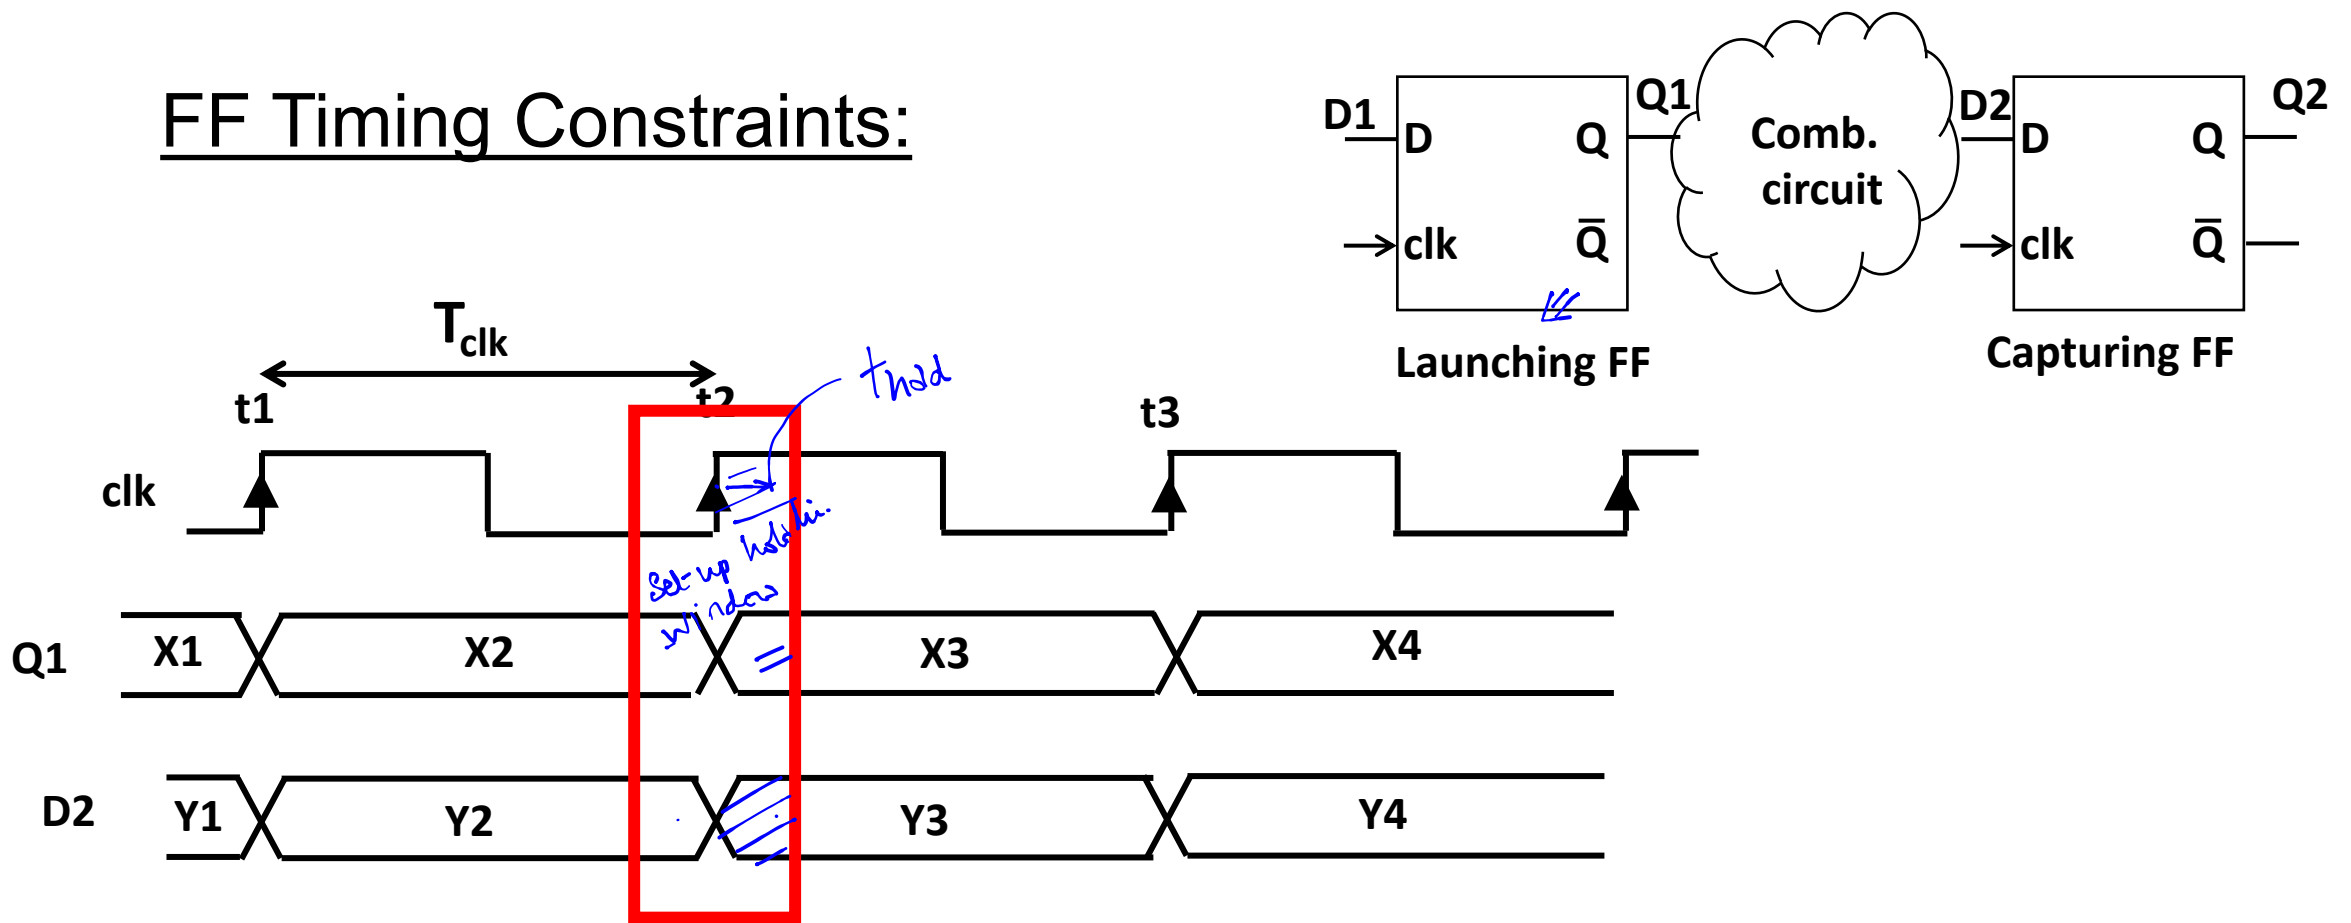 FF Timing Constraints:
D1
D
clk
Q
Q̅
Q1
Comb.
circuit
D2
D
clk
Q
Q̅
Q2
Launching FF
Capturing FF
Tclk
thold
t1
t2
t3
clk
Set-up hold
window
Q1
X1
X2
X3
X4
D2
Y1
Y2
Y3
Y4